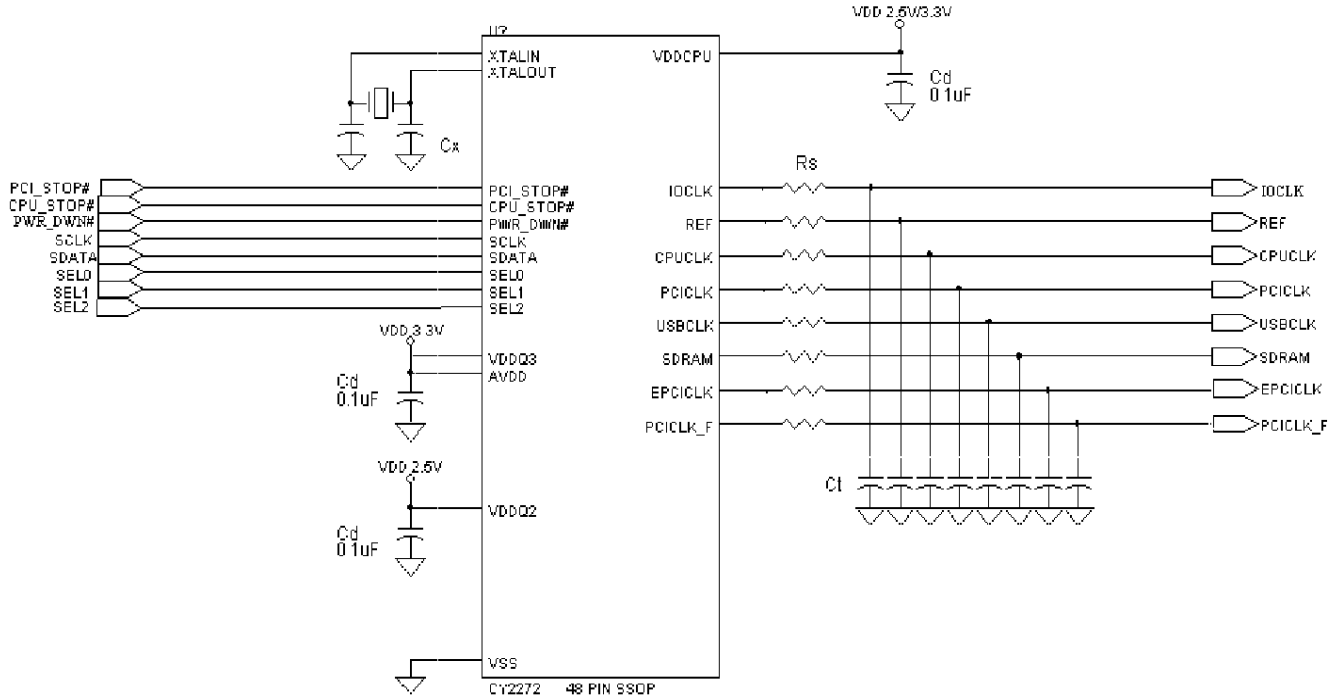 VDD 2.5V/3.3V
U?
XTALIN
VDDCPU
XTALOUT
Cd
0.1uF
Cx
Rs
PCI_STOP#
PCI_STOP#
IOCLK
IOCLK
CPU_STOP#
CPU_STOP#
PWR_DWN#
PWR_DWN#
REF
REF
SCLK
SCLK
SDATA
SDATA
CPUCLK
CPUCLK
SEL0
SEL0
SEL1
SEL1
PCICLK
PCICLK
SEL2
SEL2
USBCLK
USBCLK
VDD 3.3V
VDDQ3
SDRAM
SDRAM
AVDD
Cd
0.1uF
EPCICLK
EPCICLK
PCICLK_F
PCICLK_F
VDD 2.5V
Ct
VDDQ2
Cd
0.1uF
VSS
CY2272 48 PIN SSOP